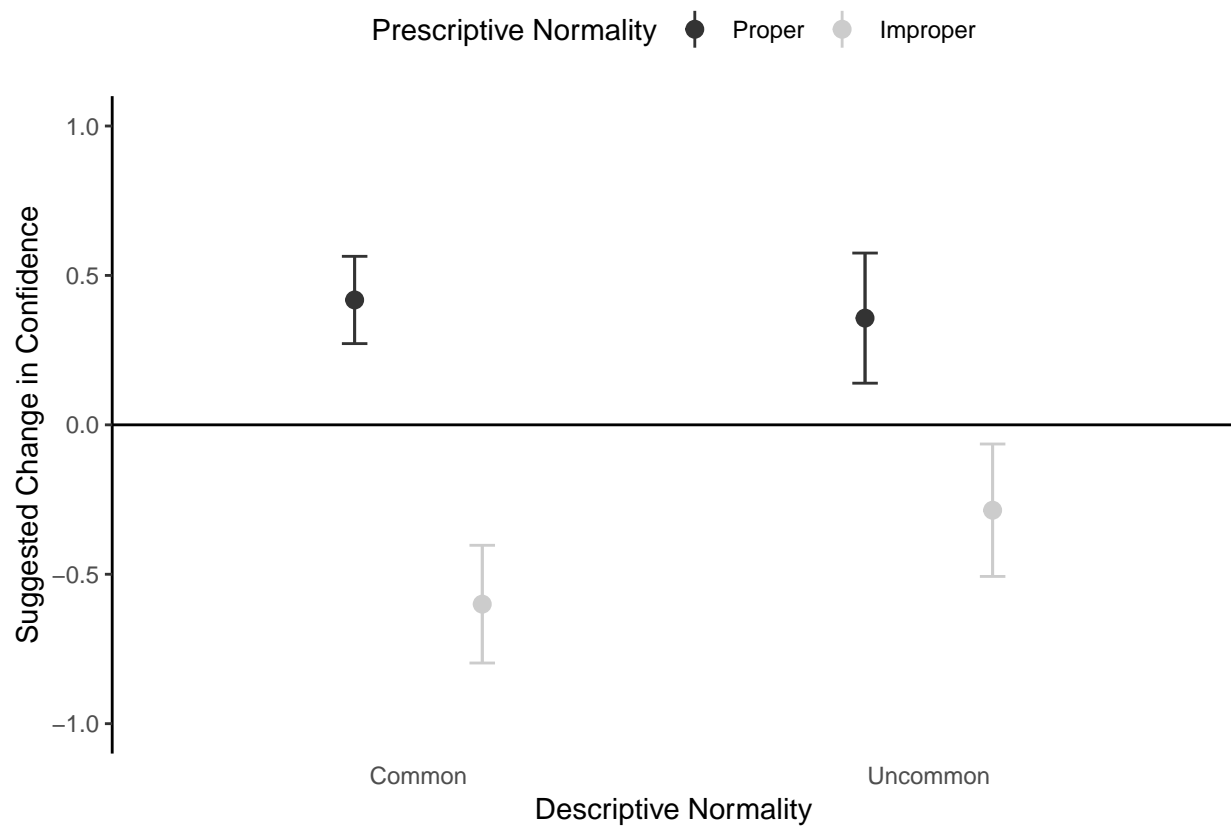 Prescriptive Normality Proper Improper
Suggested Change in Confidence
1.0
0.5
0.0
−0.5
−1.0
Common Uncommon
Descriptive Normality